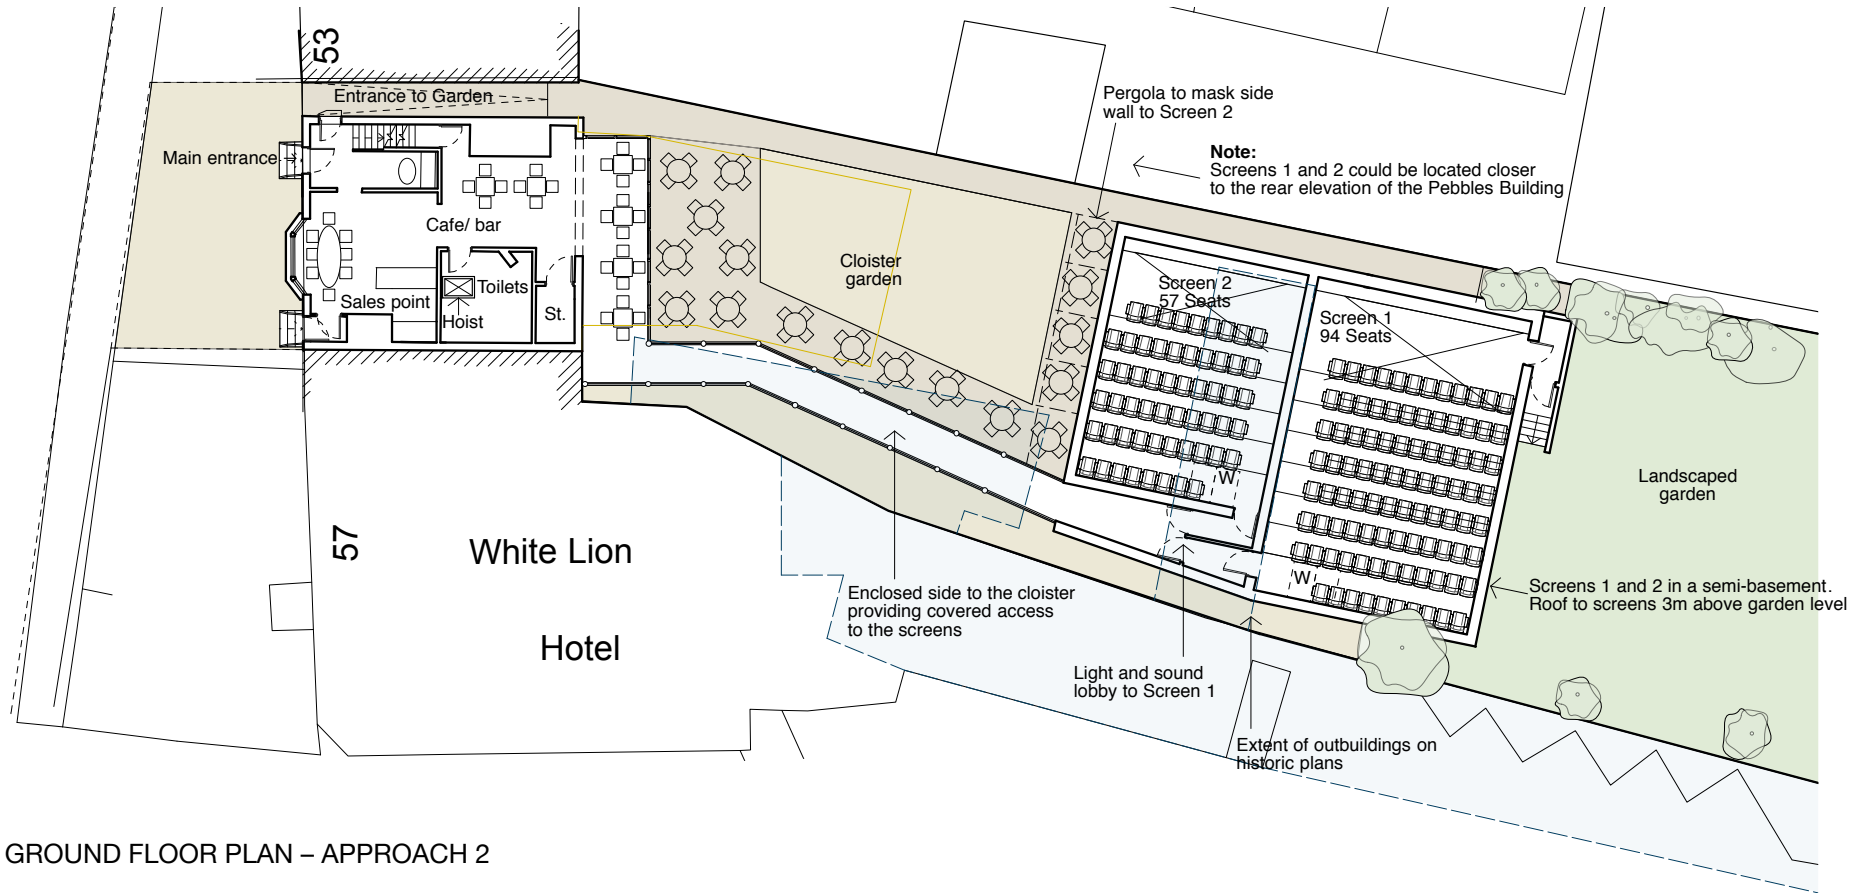 53
Entrance to Garden
Main entrance
Pergola to mask side
wall to Screen 2
Note:
Screens 1 and 2 could be located closer
to the rear elevation of the Pebbles Building
Cafe/ bar
Cloister
garden
Sales point
Toilets
Hoist
St.
Screen 2
57 Seats
Screen 1
94 Seats
W
W
Landscaped
garden
57
White Lion
Hotel
Enclosed side to the cloister
providing covered access
to the screens
Screens 1 and 2 in a semi-basement.
Roof to screens 3m above garden level
Light and sound
lobby to Screen 1
Extent of outbuildings on
historic plans
GROUND FLOOR PLAN – APPROACH 2